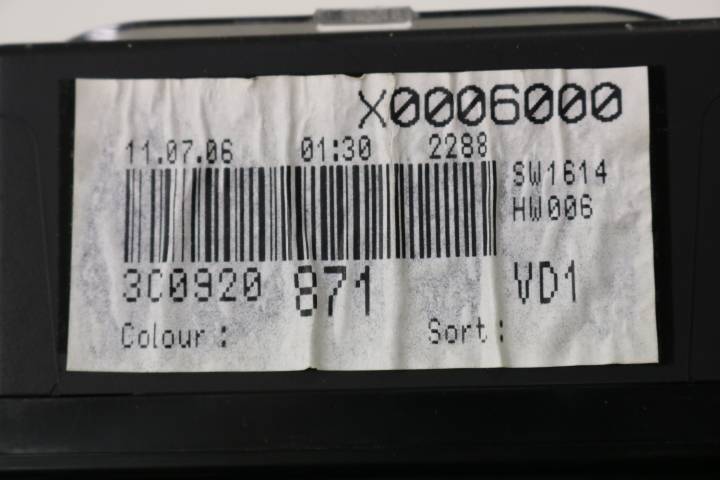 X0006000
11.07.06 01:30 2288
SW1614
HW006
3C0920 871 VD1
Colour: Sort: